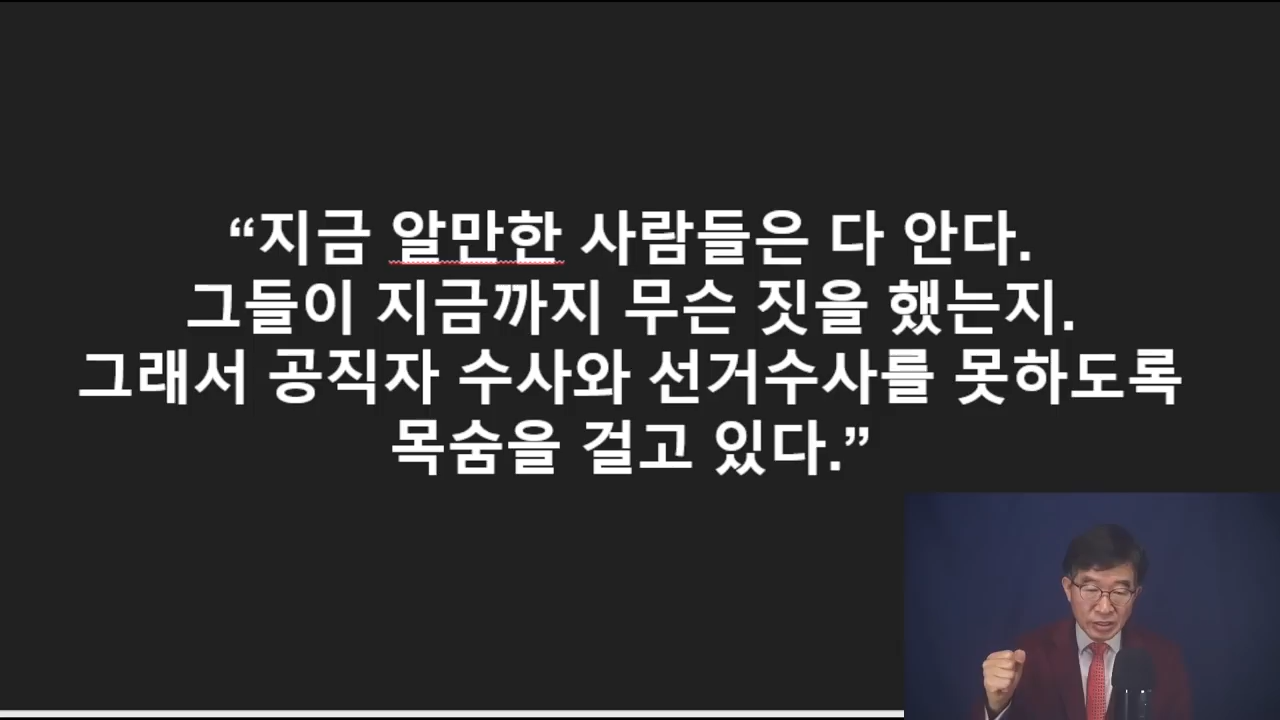 “지금 알만한 사람들은 다 안다.
그들이 지금까지 무슨 짓을 했는지.
그래서 공직자 수사와 선거수사를 못하도록
목숨을 걸고 있다.”